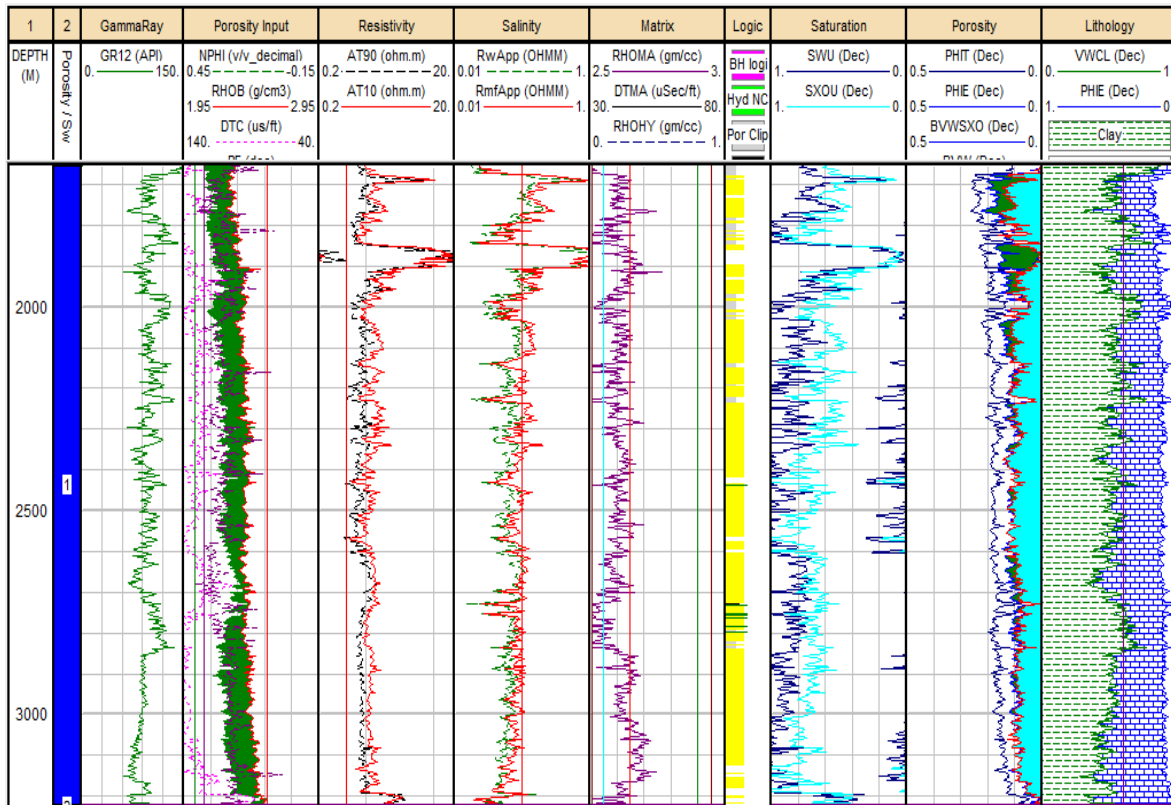 1
2
GammaRay
Porosity Input
Resistivity
Salinity
Matrix
Logic
Saturation
Porosity
Lithology
DEPTH
(M)
Porosity / Sw
GR12 (API)
0. 150.
NPHI (v/v_decimal)
0.45 -0.15
RHOB (g/cm3)
1.95 2.95
DTC (us/ft)
140. 40.
AT90 (ohm.m)
0.2 20.
AT10 (ohm.m)
0.2 20.
RwApp (OHMM)
0.01 1.
RmfApp (OHMM)
0.01 1.
RHOMA (gm/cc)
2.5 3.
DTMA (uSec/ft)
30. 80.
RHOHY (gm/cc)
0. 1.
BH logi
Hyd NC
Por Clip
SWU (Dec)
1. 0.
SXOU (Dec)
1. 0.
PHIT (Dec)
0.5 0.
PHIE (Dec)
0.5 0.
BVWSXO (Dec)
0.5 0.
VWCL (Dec)
0. 1.
PHIE (Dec)
1. 0.
Clay
2000
1
2500
3000